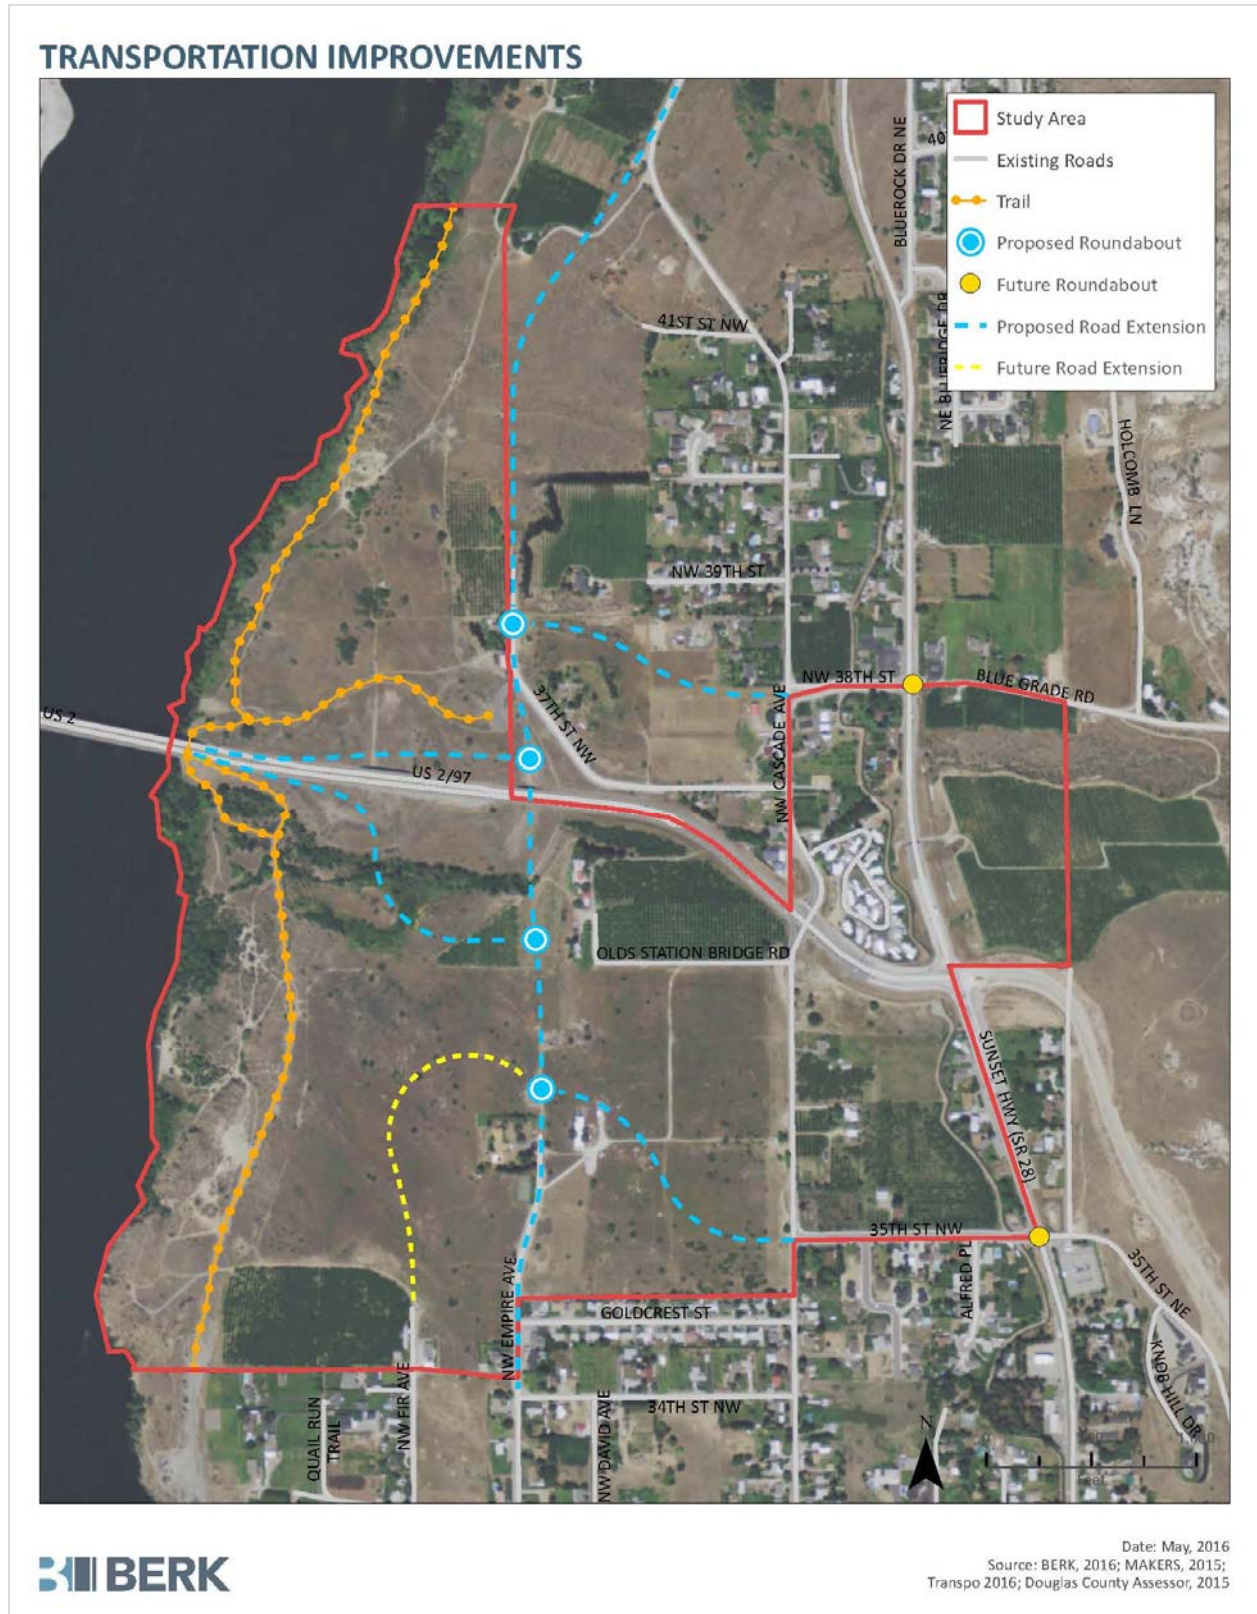 TRANSPORTATION IMPROVEMENTS
Study Area
Existing Roads
Trail
Proposed Roundabout
Future Roundabout
Proposed Road Extension
Future Road Extension
BLUEROCK DR NE
40
NE BLUERIDGE DR
41ST ST NW
HOLCOMB LN
NW 39TH ST
NW 38TH ST
BLUE GRADE RD
US 2
37TH ST NW
NW CASCADE AVE
US 2/97
OLDS STATION BRIDGE RD
SUNSET HWY (SR 28)
35TH ST NW
ALFRED PL
35TH ST NE
NW EMPIRE AVE
GOLDCREST ST
KNOB HILL DR
NW FIR AVE
QUAIL RUN
TRAIL
34TH ST NW
NW DAVID AVE
N
0
Feet
BERK
Date: May, 2016
Source: BERK, 2016; MAKERS, 2015;
Transpo 2016; Douglas County Assessor, 2015